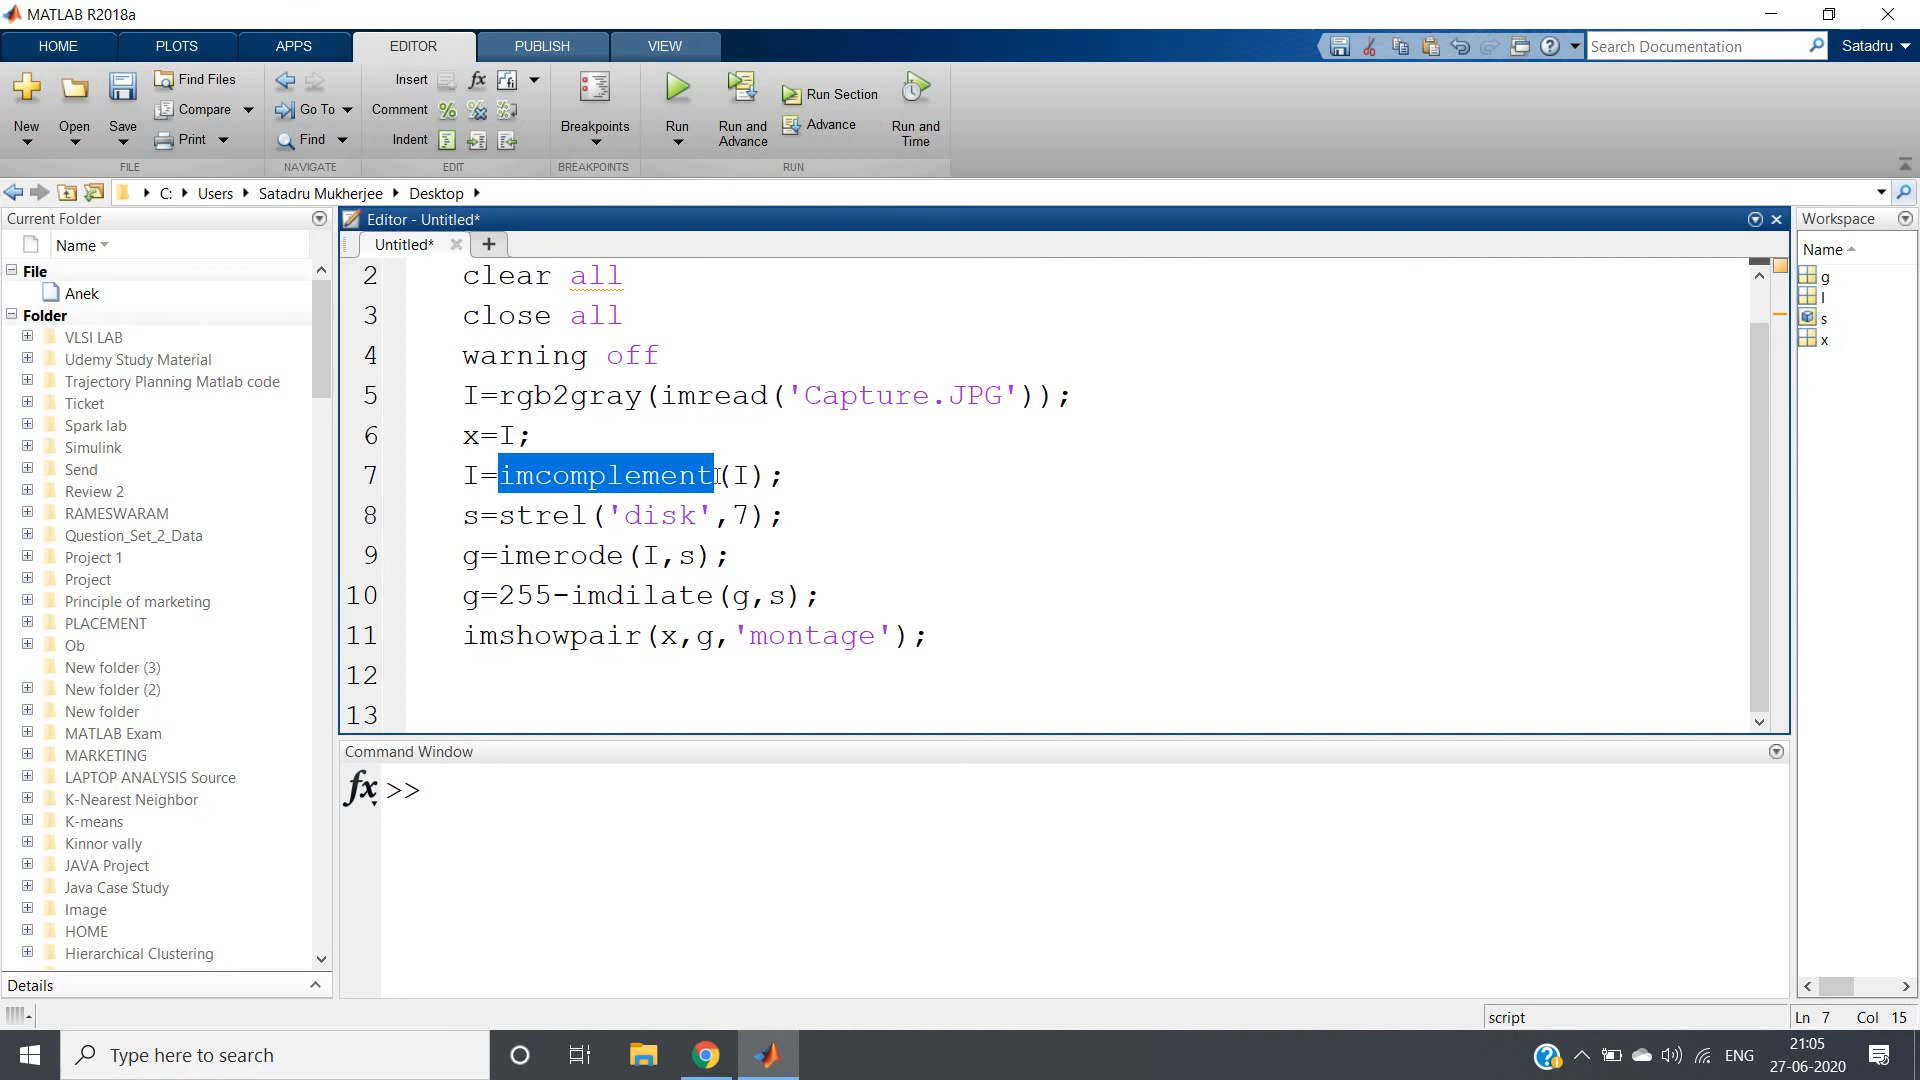 MATLAB R2018a
HOME
PLOTS
APPS
EDITOR
PUBLISH
VIEW
Search Documentation
Satadru
New
Open
Save
Find Files
Compare
Print
FILE
Go To
Find
NAVIGATE
Insert
fx
Comment
Indent
EDIT
Breakpoints
BREAKPOINTS
Run
Run and Advance
Run Section
Advance
Run and Time
RUN
C: Users Satadru Mukherjee Desktop
Current Folder
Name
File
Anek
Folder
VLSI LAB
Udemy Study Material
Trajectory Planning Matlab code
Ticket
Spark lab
Simulink
Send
Review 2
RAMESWARAM
Question_Set_2_Data
Project 1
Project
Principle of marketing
PLACEMENT
Ob
New folder (3)
New folder (2)
New folder
MATLAB Exam
MARKETING
LAPTOP ANALYSIS Source
K-Nearest Neighbor
K-means
Kinnor vally
JAVA Project
Java Case Study
Image
HOME
Hierarchical Clustering
Details
Editor - Untitled*
Untitled*
2 clear all
3 close all
4 warning off
5 I=rgb2gray(imread('Capture.JPG'));
6 x=I;
7 I=imcomplement(I);
8 s=strel('disk',7);
9 g=imerode(I,s);
10 g=255-imdilate(g,s);
11 imshowpair(x,g,'montage');
12
13
Command Window
fx >>
Workspace
Name
g
I
s
x
script
Ln 7 Col 15
Type here to search
ENG
21:05
27-06-2020